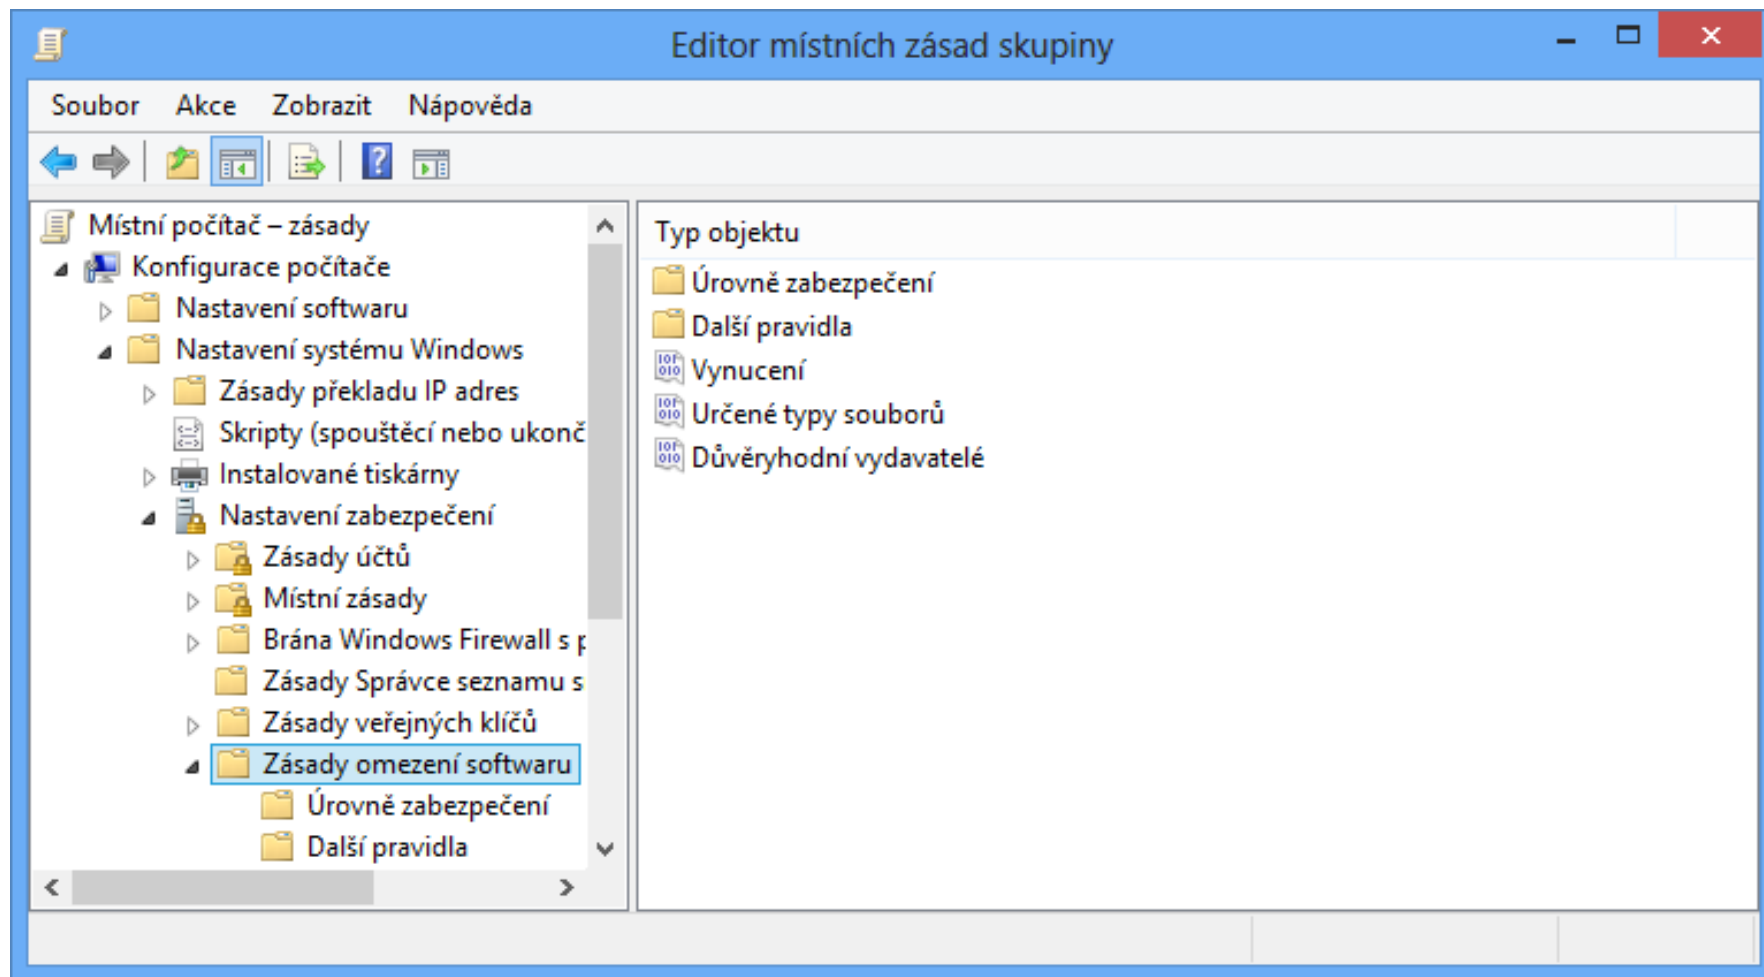 Editor místních zásad skupiny
Soubor Akce Zobrazit Nápověda
Místní počítač – zásady
Konfigurace počítače
Nastavení softwaru
Nastavení systému Windows
Zásady překladu IP adres
Skripty (spouštěcí nebo ukonč
Instalované tiskárny
Nastavení zabezpečení
Zásady účtů
Místní zásady
Brána Windows Firewall s p
Zásady Správce seznamu s
Zásady veřejných klíčů
Zásady omezení softwaru
Úrovně zabezpečení
Další pravidla
Typ objektu
Úrovně zabezpečení
Další pravidla
Vynucení
Určené typy souborů
Důvěryhodní vydavatelé